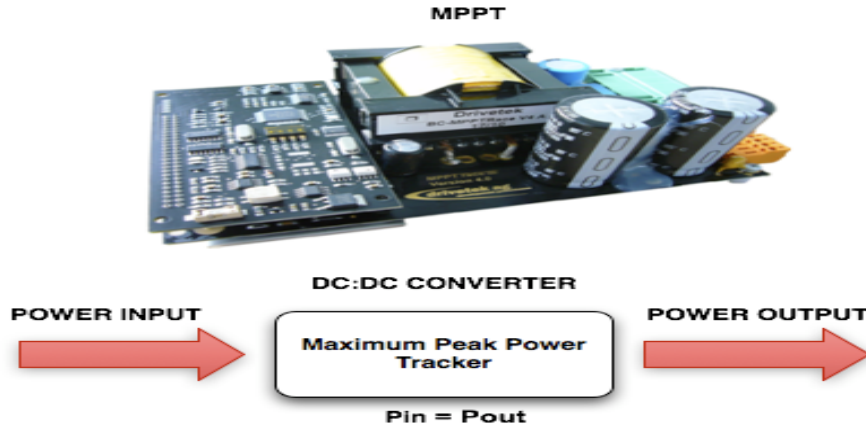 MPPT
Drivetek
drivetek ag
DC:DC CONVERTER
POWER INPUT
POWER OUTPUT
Maximum Peak Power
Tracker
Pin = Pout